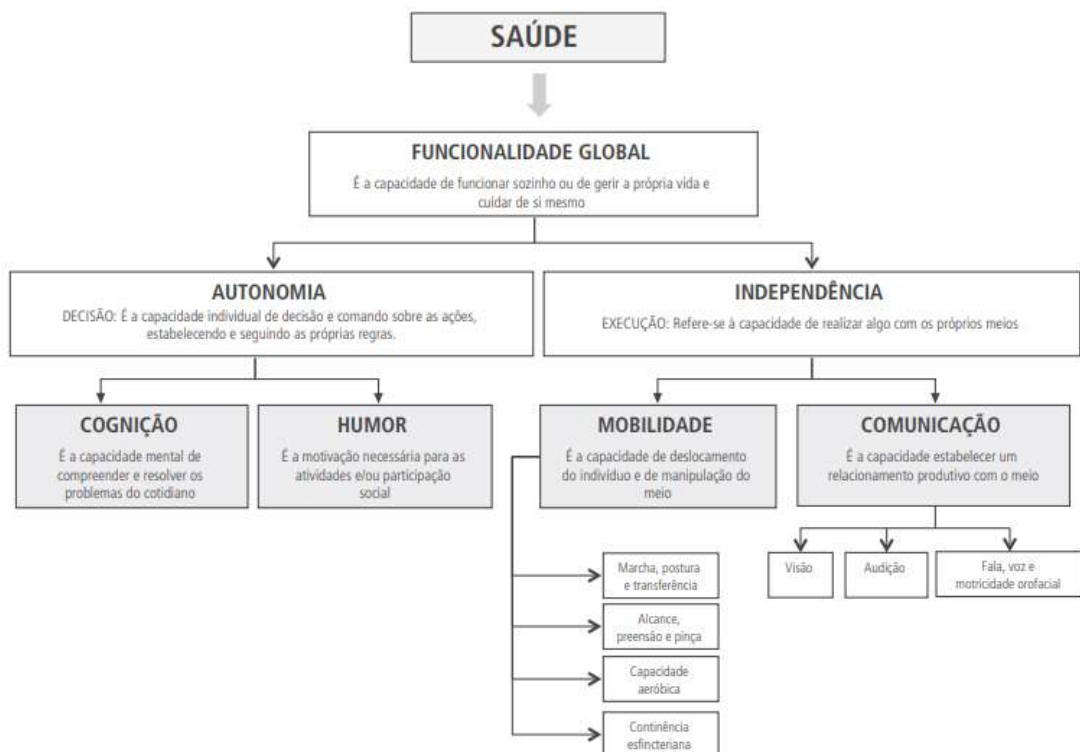 SAÚDE
FUNCIONALIDADE GLOBAL
É a capacidade de funcionar sozinho ou de gerir a própria vida e
cuidar de si mesmo
AUTONOMIA
DECISÃO: É a capacidade individual de decisão e comando sobre as ações,
estabelecendo e seguindo as próprias regras.
INDEPENDÊNCIA
EXECUÇÃO: Refere-se à capacidade de realizar algo com os próprios meios
COGNIÇÃO
É a capacidade mental de
compreender e resolver os
problemas do cotidiano
HUMOR
É a motivação necessária para as
atividades e/ou participação
social
MOBILIDADE
É a capacidade de deslocamento
do indivíduo e de manipulação do
meio
COMUNICAÇÃO
É a capacidade estabelecer um
relacionamento produtivo com o meio
Visão
Audição
Fala, voz e
motricidade orofacial
Marcha, postura
e transferência
Alcance,
preensão e pinça
Capacidade
aeróbica
Continência
esfincteriana